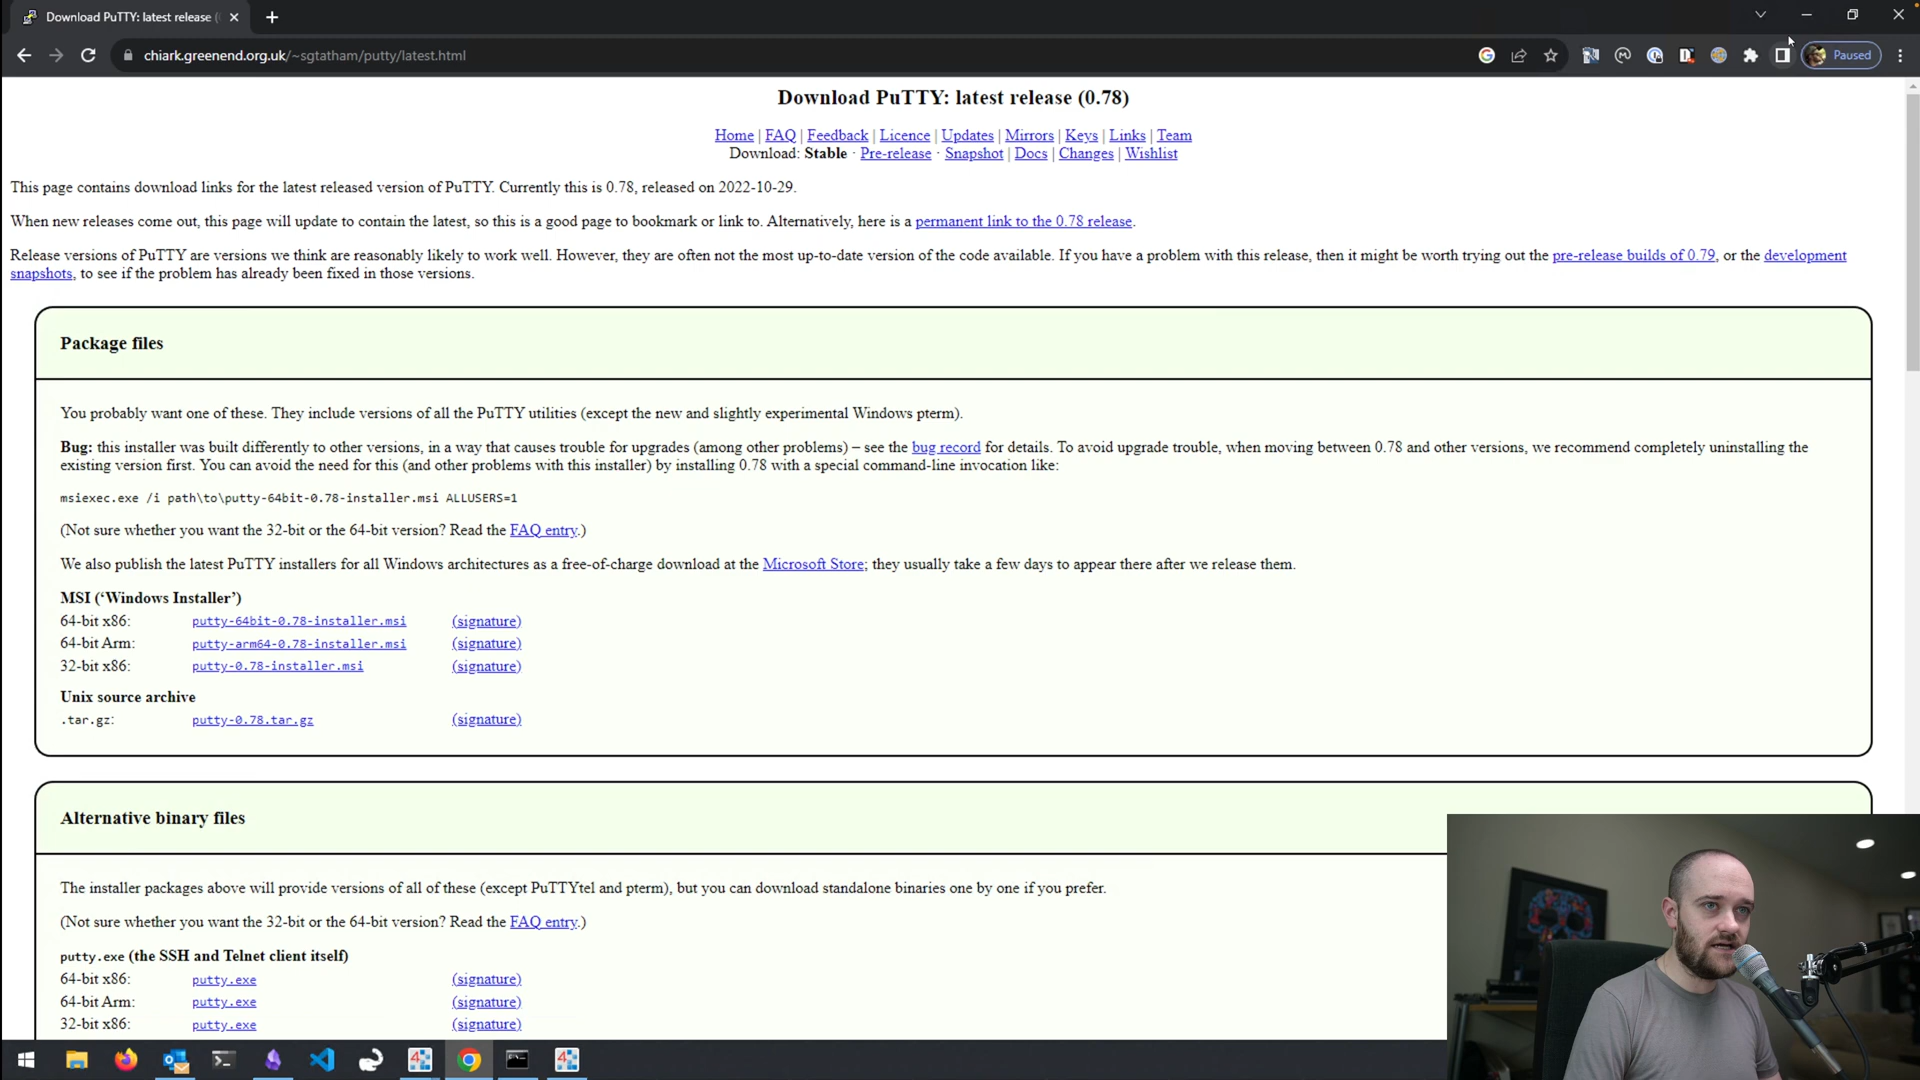 Download PuTTY: latest release (
chiark.greenend.org.uk/~sgtatham/putty/latest.html
Paused
Download PuTTY: latest release (0.78)
Home | FAQ | Feedback | Licence | Updates | Mirrors | Keys | Links | Team
Download: Stable · Pre-release · Snapshot | Docs | Changes | Wishlist
This page contains download links for the latest released version of PuTTY. Currently this is 0.78, released on 2022-10-29.
When new releases come out, this page will update to contain the latest, so this is a good page to bookmark or link to. Alternatively, here is a permanent link to the 0.78 release.
Release versions of PuTTY are versions we think are reasonably likely to work well. However, they are often not the most up-to-date version of the code available. If you have a problem with this release, then it might be worth trying out the pre-release builds of 0.79, or the development
snapshots, to see if the problem has already been fixed in those versions.
Package files
You probably want one of these. They include versions of all the PuTTY utilities (except the new and slightly experimental Windows pterm).
Bug: this installer was built differently to other versions, in a way that causes trouble for upgrades (among other problems) – see the bug record for details. To avoid upgrade trouble, when moving between 0.78 and other versions, we recommend completely uninstalling the
existing version first. You can avoid the need for this (and other problems with this installer) by installing 0.78 with a special command-line invocation like:
msiexec.exe /i path\to\putty-64bit-0.78-installer.msi ALLUSERS=1
(Not sure whether you want the 32-bit or the 64-bit version? Read the FAQ entry.)
We also publish the latest PuTTY installers for all Windows architectures as a free-of-charge download at the Microsoft Store; they usually take a few days to appear there after we release them.
MSI (‘Windows Installer’)
64-bit x86: putty-64bit-0.78-installer.msi (signature)
64-bit Arm: putty-arm64-0.78-installer.msi (signature)
32-bit x86: putty-0.78-installer.msi (signature)
Unix source archive
.tar.gz: putty-0.78.tar.gz (signature)
Alternative binary files
The installer packages above will provide versions of all of these (except PuTTYtel and pterm), but you can download standalone binaries one by one if you prefer.
(Not sure whether you want the 32-bit or the 64-bit version? Read the FAQ entry.)
putty.exe (the SSH and Telnet client itself)
64-bit x86: putty.exe (signature)
64-bit Arm: putty.exe (signature)
32-bit x86: putty.exe (signature)